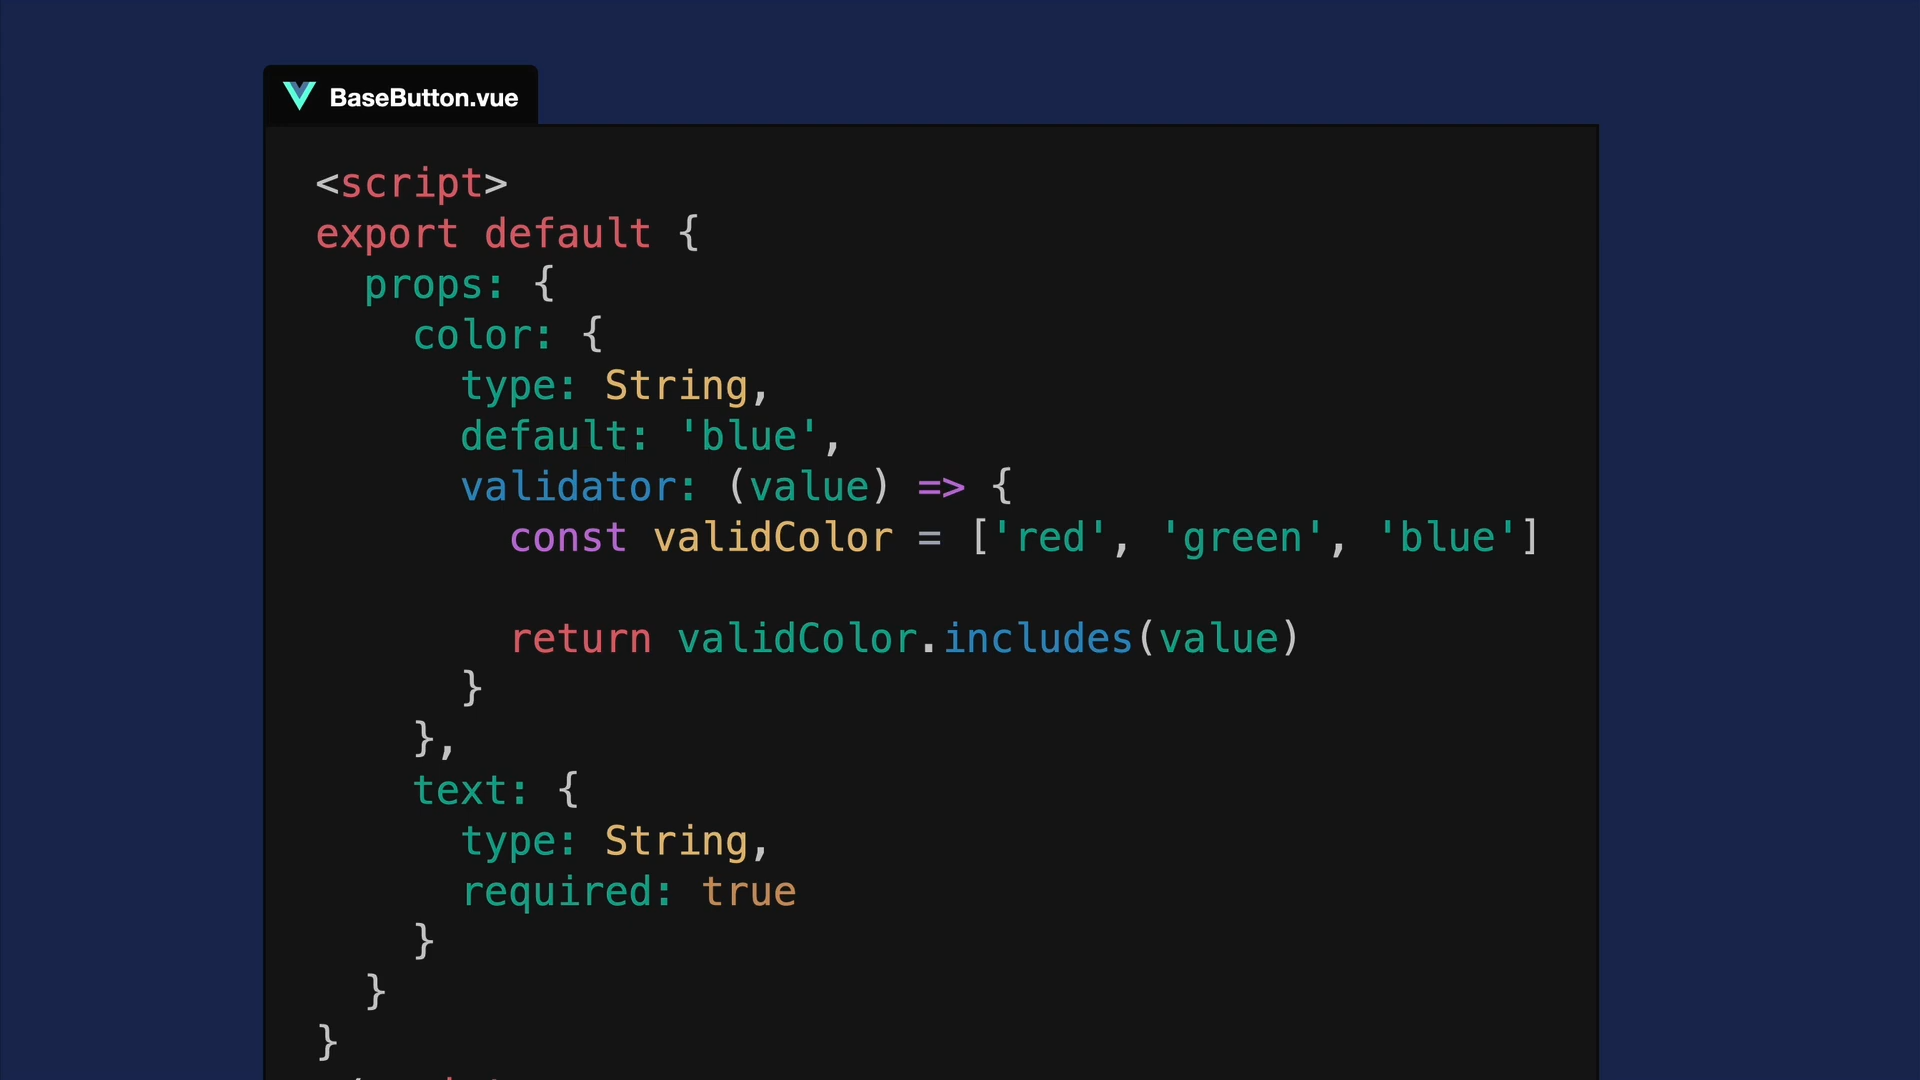 BaseButton.vue
<script>
export default {
  props: {
    color: {
      type: String,
      default: 'blue',
      validator: (value) => {
        const validColor = ['red', 'green', 'blue']

        return validColor.includes(value)
      }
    },
    text: {
      type: String,
      required: true
    }
  }
}